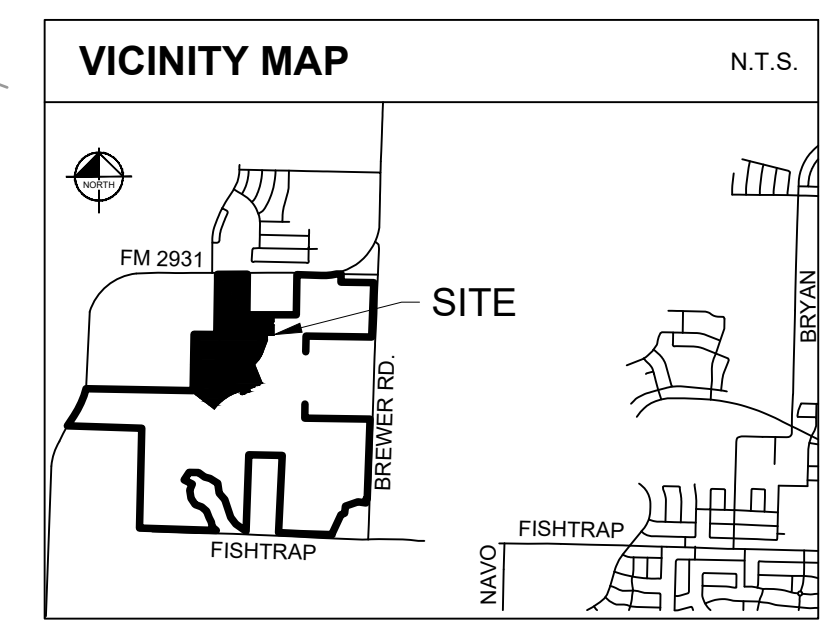 VICINITY MAP
N.T.S.
NORTH
FM 2931
SITE
BRYAN
BREWER RD.
FISHTRAP
FISHTRAP
NAVO